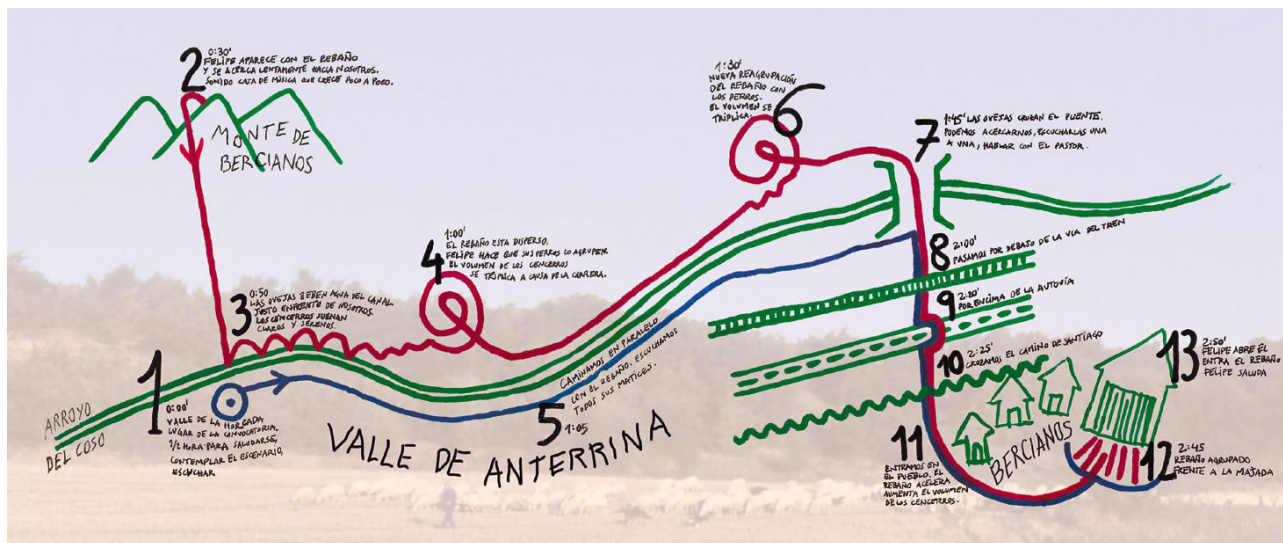 2
0:30'
FELIPE APARECE CON EL REBAÑO
Y SE ACERCA LENTAMENTE HACIA NOSOTROS.
SONIDO CAJA DE MÚSICA QUE CRECE POCO A POCO.
MONTE DE
BERCIANOS
1
0:00'
VALLE DE LA HORCADA
LUGAR DE LA CONVOCATORIA.
1/2 HORA PARA SALUDARSE,
CONTEMPLAR EL ESCENARIO,
ESCUCHAR
ARROYO
DEL COSO
3
0:50
LAS OVEJAS BEBEN AGUA DEL CANAL
JUSTO ENFRENTE DE NOSOTROS.
LOS CENCERROS SUENAN
CLAROS Y SERENOS.
4
1:00'
EL REBAÑO ESTA DISPERSO,
FELIPE HACE QUE SUS PERROS LO AGRUPEN.
EL VOLUMEN DE LOS CENCERROS
SE TRIPLICA A CAUSA DE LA CARRERA.
5
1:05
CAMINAMOS EN PARALELO
CON EL REBAÑO. ESCUCHAMOS
TODOS SUS MATICES.
VALLE DE ANTERRINA
6
1:30'
NUEVA REAGRUPACIÓN
DEL REBAÑO CON
LOS PERROS.
EL VOLUMEN SE
TRIPLICA.
7
1:45' LAS OVEJAS CRUZAN EL PUENTE.
PODEMOS ACERCARNOS, ESCUCHARLAS UNA
A UNA, HABLAR CON EL PASTOR.
8
2:00'
PASAMOS POR DEBAJO DE LA VIA DEL TREN
9
2:20'
POR ENCIMA DE LA AUTOVÍA
10
2:25'
CRUZAMOS EL CAMINO DE SANTIAGO
11
ENTRAMOS EN
EL PUEBLO. EL
REBAÑO ACELERA
AUMENTA EL VOLUMEN
DE LOS CENCERROS.
BERCIANOS
12
2:45
REBAÑO AGRUPADO
FRENTE A LA MAJADA
13
2:50'
FELIPE ABRE EL
ENTRA EL REBAÑO
FELIPE SALUDA